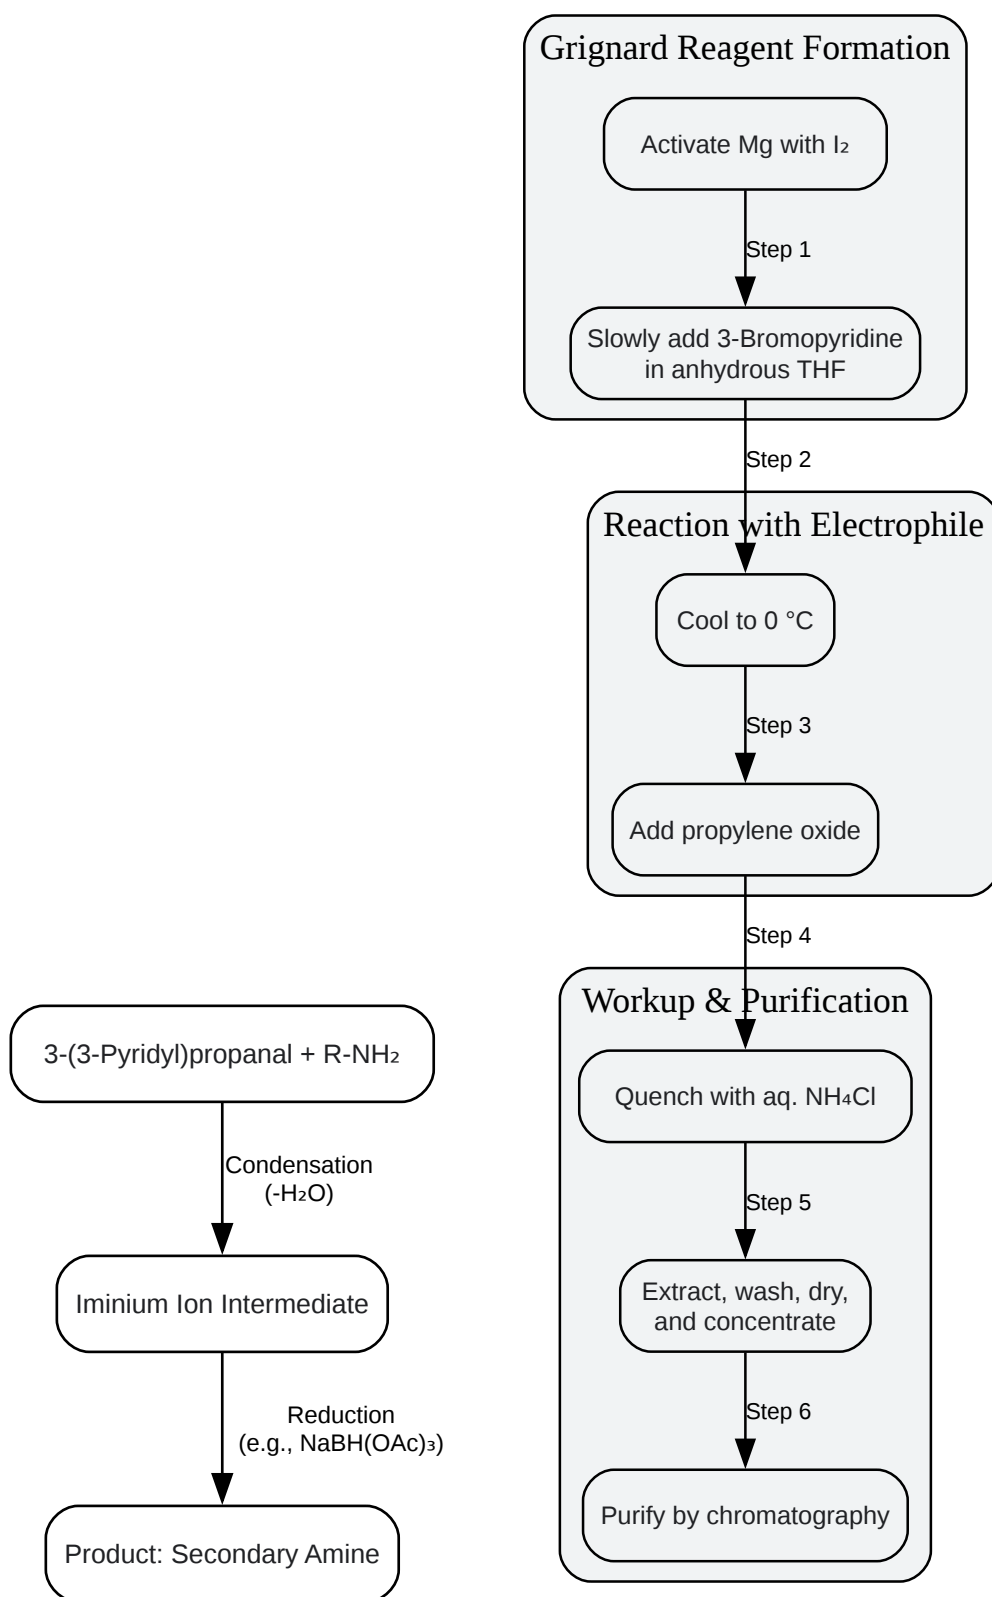 Grignard Reagent Formation
Activate Mg with I₂
Step 1
Slowly add 3-Bromopyridine
in anhydrous THF
Step 2
Reaction with Electrophile
Cool to 0 °C
Step 3
Add propylene oxide
Step 4
Workup & Purification
Quench with aq. NH₄Cl
Step 5
Extract, wash, dry,
and concentrate
Step 6
Purify by chromatography
3-(3-Pyridyl)propanal + R-NH₂
Condensation
(-H₂O)
Iminium Ion Intermediate
Reduction
(e.g., NaBH(OAc)₃)
Product: Secondary Amine